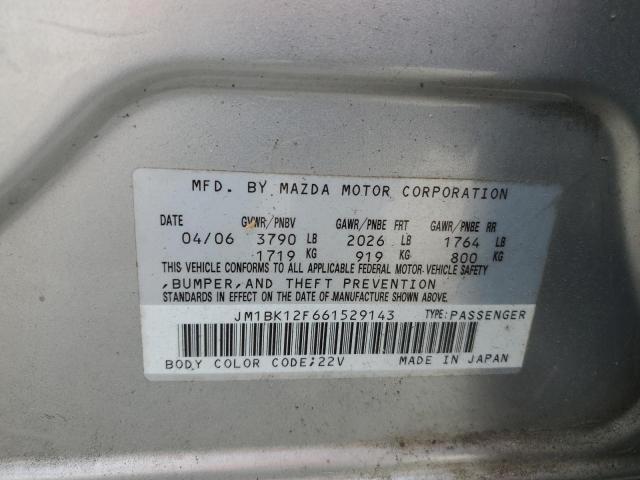 MFD. BY MAZDA MOTOR CORPORATION
DATE GVWR/PNBV GAWR/PNBE FRT GAWR/PNBE RR
04/06 3790 LB 2026 LB 1764 LB
1719 KG 919 KG 800 KG
THIS VEHICLE CONFORMS TO ALL APPLICABLE FEDERAL MOTOR VEHICLE SAFETY
,BUMPER,AND THEFT PREVENTION
STANDARDS IN EFFECT ON THE DATE OF MANUFACTURE SHOWN ABOVE.
JM1BK12F661529143 TYPE:PASSENGER
BODY COLOR CODE;22V MADE IN JAPAN